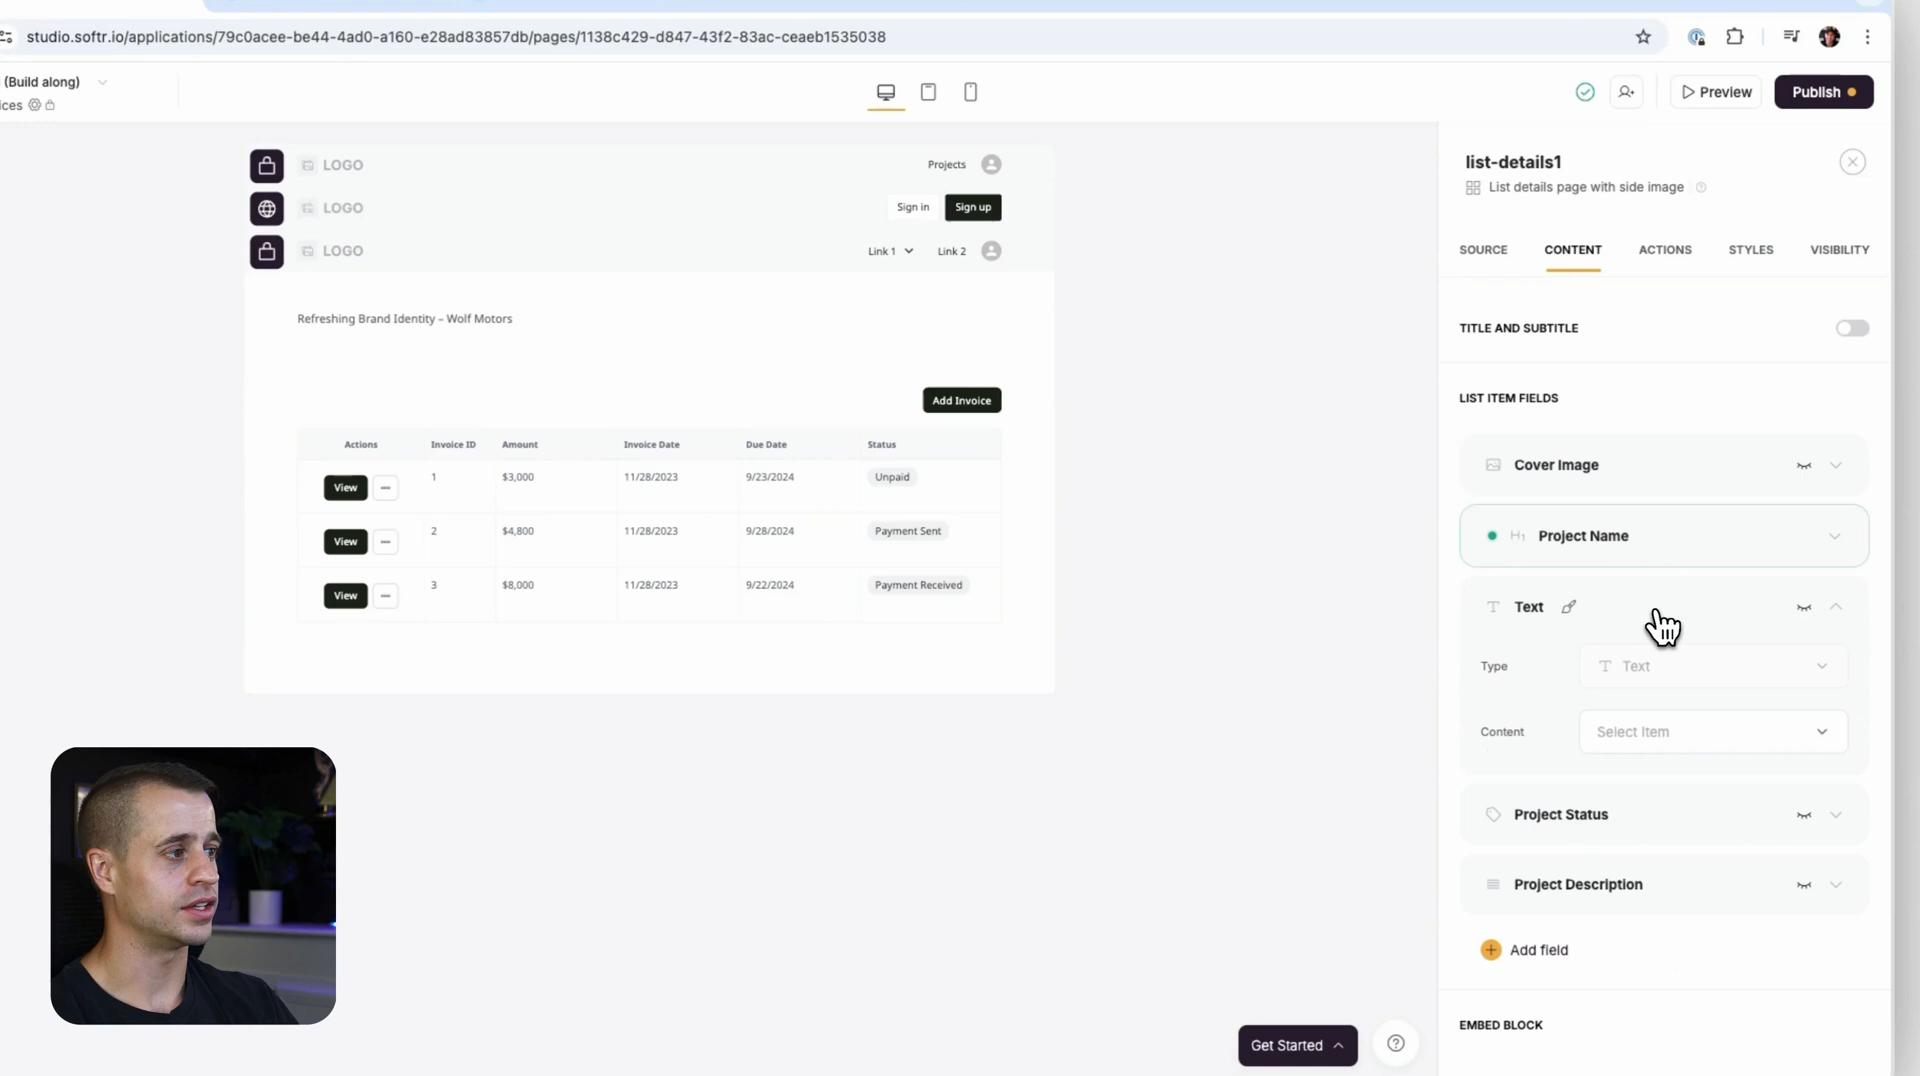 studio.softr.io/applications/79c0acee-be44-4ad0-a160-e28ad83857db/pages/1138c429-d847-43f2-83ac-ceaeb1535038
(Build along)
ices
Preview
Publish
LOGO
Projects
LOGO
Sign in
Sign up
LOGO
Link 1
Link 2
Refreshing Brand Identity – Wolf Motors
Add Invoice
Actions Invoice ID Amount Invoice Date Due Date Status
View 1 $3,000 11/28/2023 9/23/2024 Unpaid
View 2 $4,800 11/28/2023 9/28/2024 Payment Sent
View 3 $8,000 11/28/2023 9/22/2024 Payment Received
list-details1
List details page with side image
SOURCE CONTENT ACTIONS STYLES VISIBILITY
TITLE AND SUBTITLE
LIST ITEM FIELDS
Cover Image
H1 Project Name
Text
Type
Text
Content
Select Item
Project Status
Project Description
Add field
EMBED BLOCK
Get Started